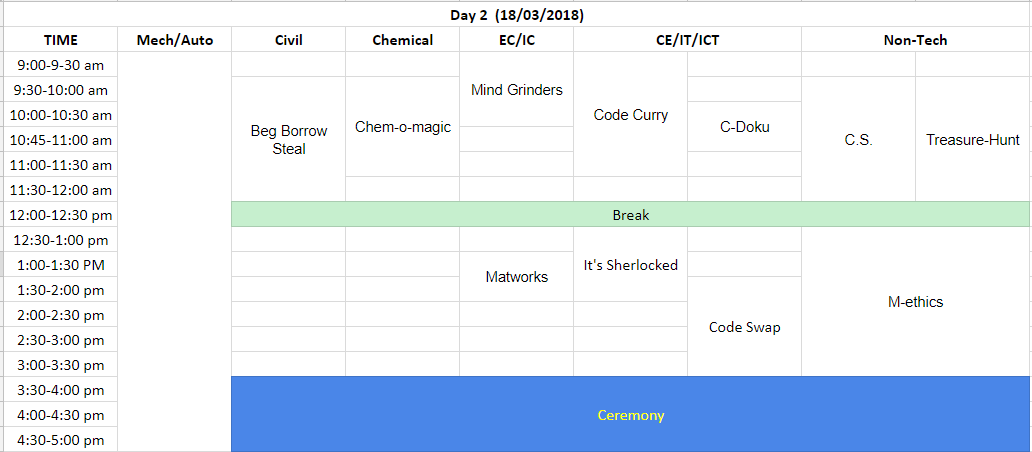 Day 2  (18/03/2018)
TIME Mech/Auto Civil Chemical EC/IC CE/IT/ICT Non-Tech
9:00-9-30 am
9:30-10:00 am Mind Grinders
10:00-10:30 am Code Curry
10:45-11:00 am Beg Borrow Steal Chem-o-magic C-Doku C.S. Treasure-Hunt
11:00-11:30 am
11:30-12:00 am
12:00-12:30 pm Break
12:30-1:00 pm
1:00-1:30 PM Matworks It's Sherlocked
1:30-2:00 pm
2:00-2:30 pm M-ethics
2:30-3:00 pm Code Swap
3:00-3:30 pm
3:30-4:00 pm
4:00-4:30 pm Ceremony
4:30-5:00 pm